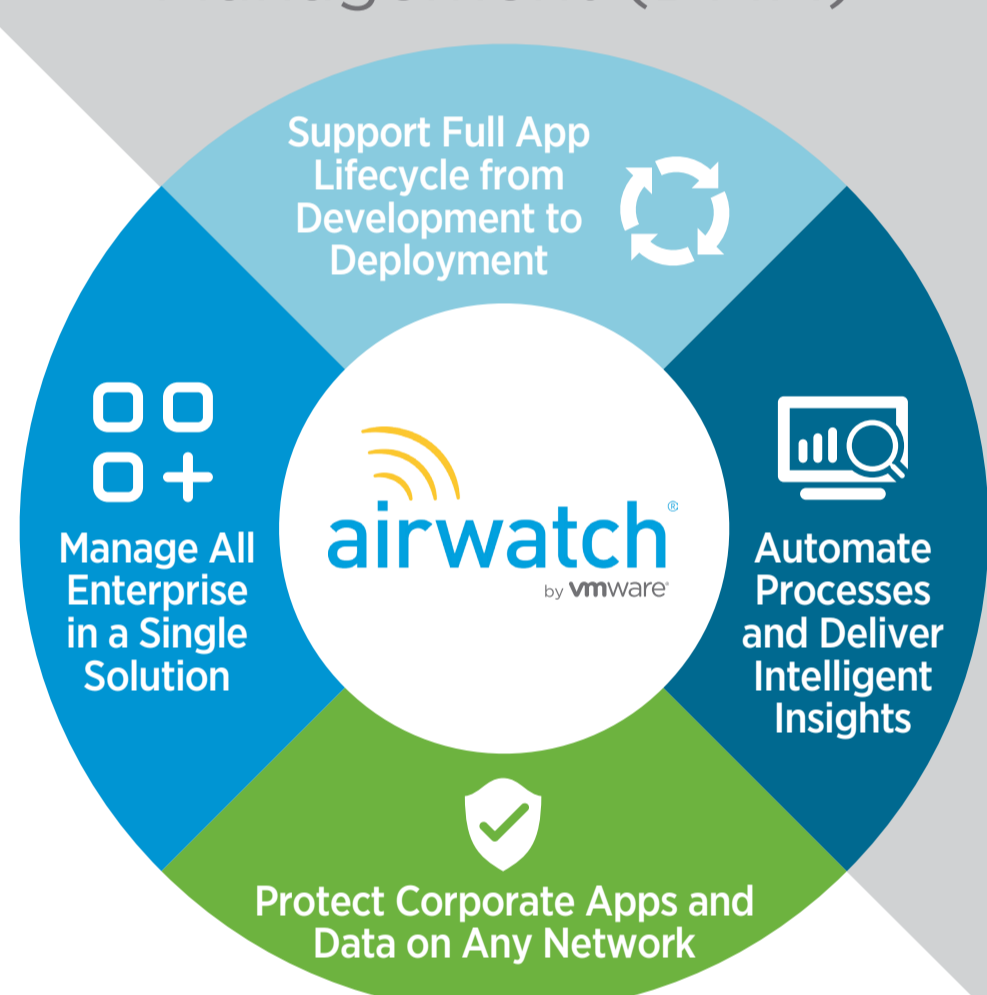 Support Full App
Lifecycle from
Development to
Deployment
Manage All
Enterprise
in a Single
Solution
airwatch®
by vmware®
Automate
Processes
and Deliver
Intelligent
Insights
Protect Corporate Apps and
Data on Any Network